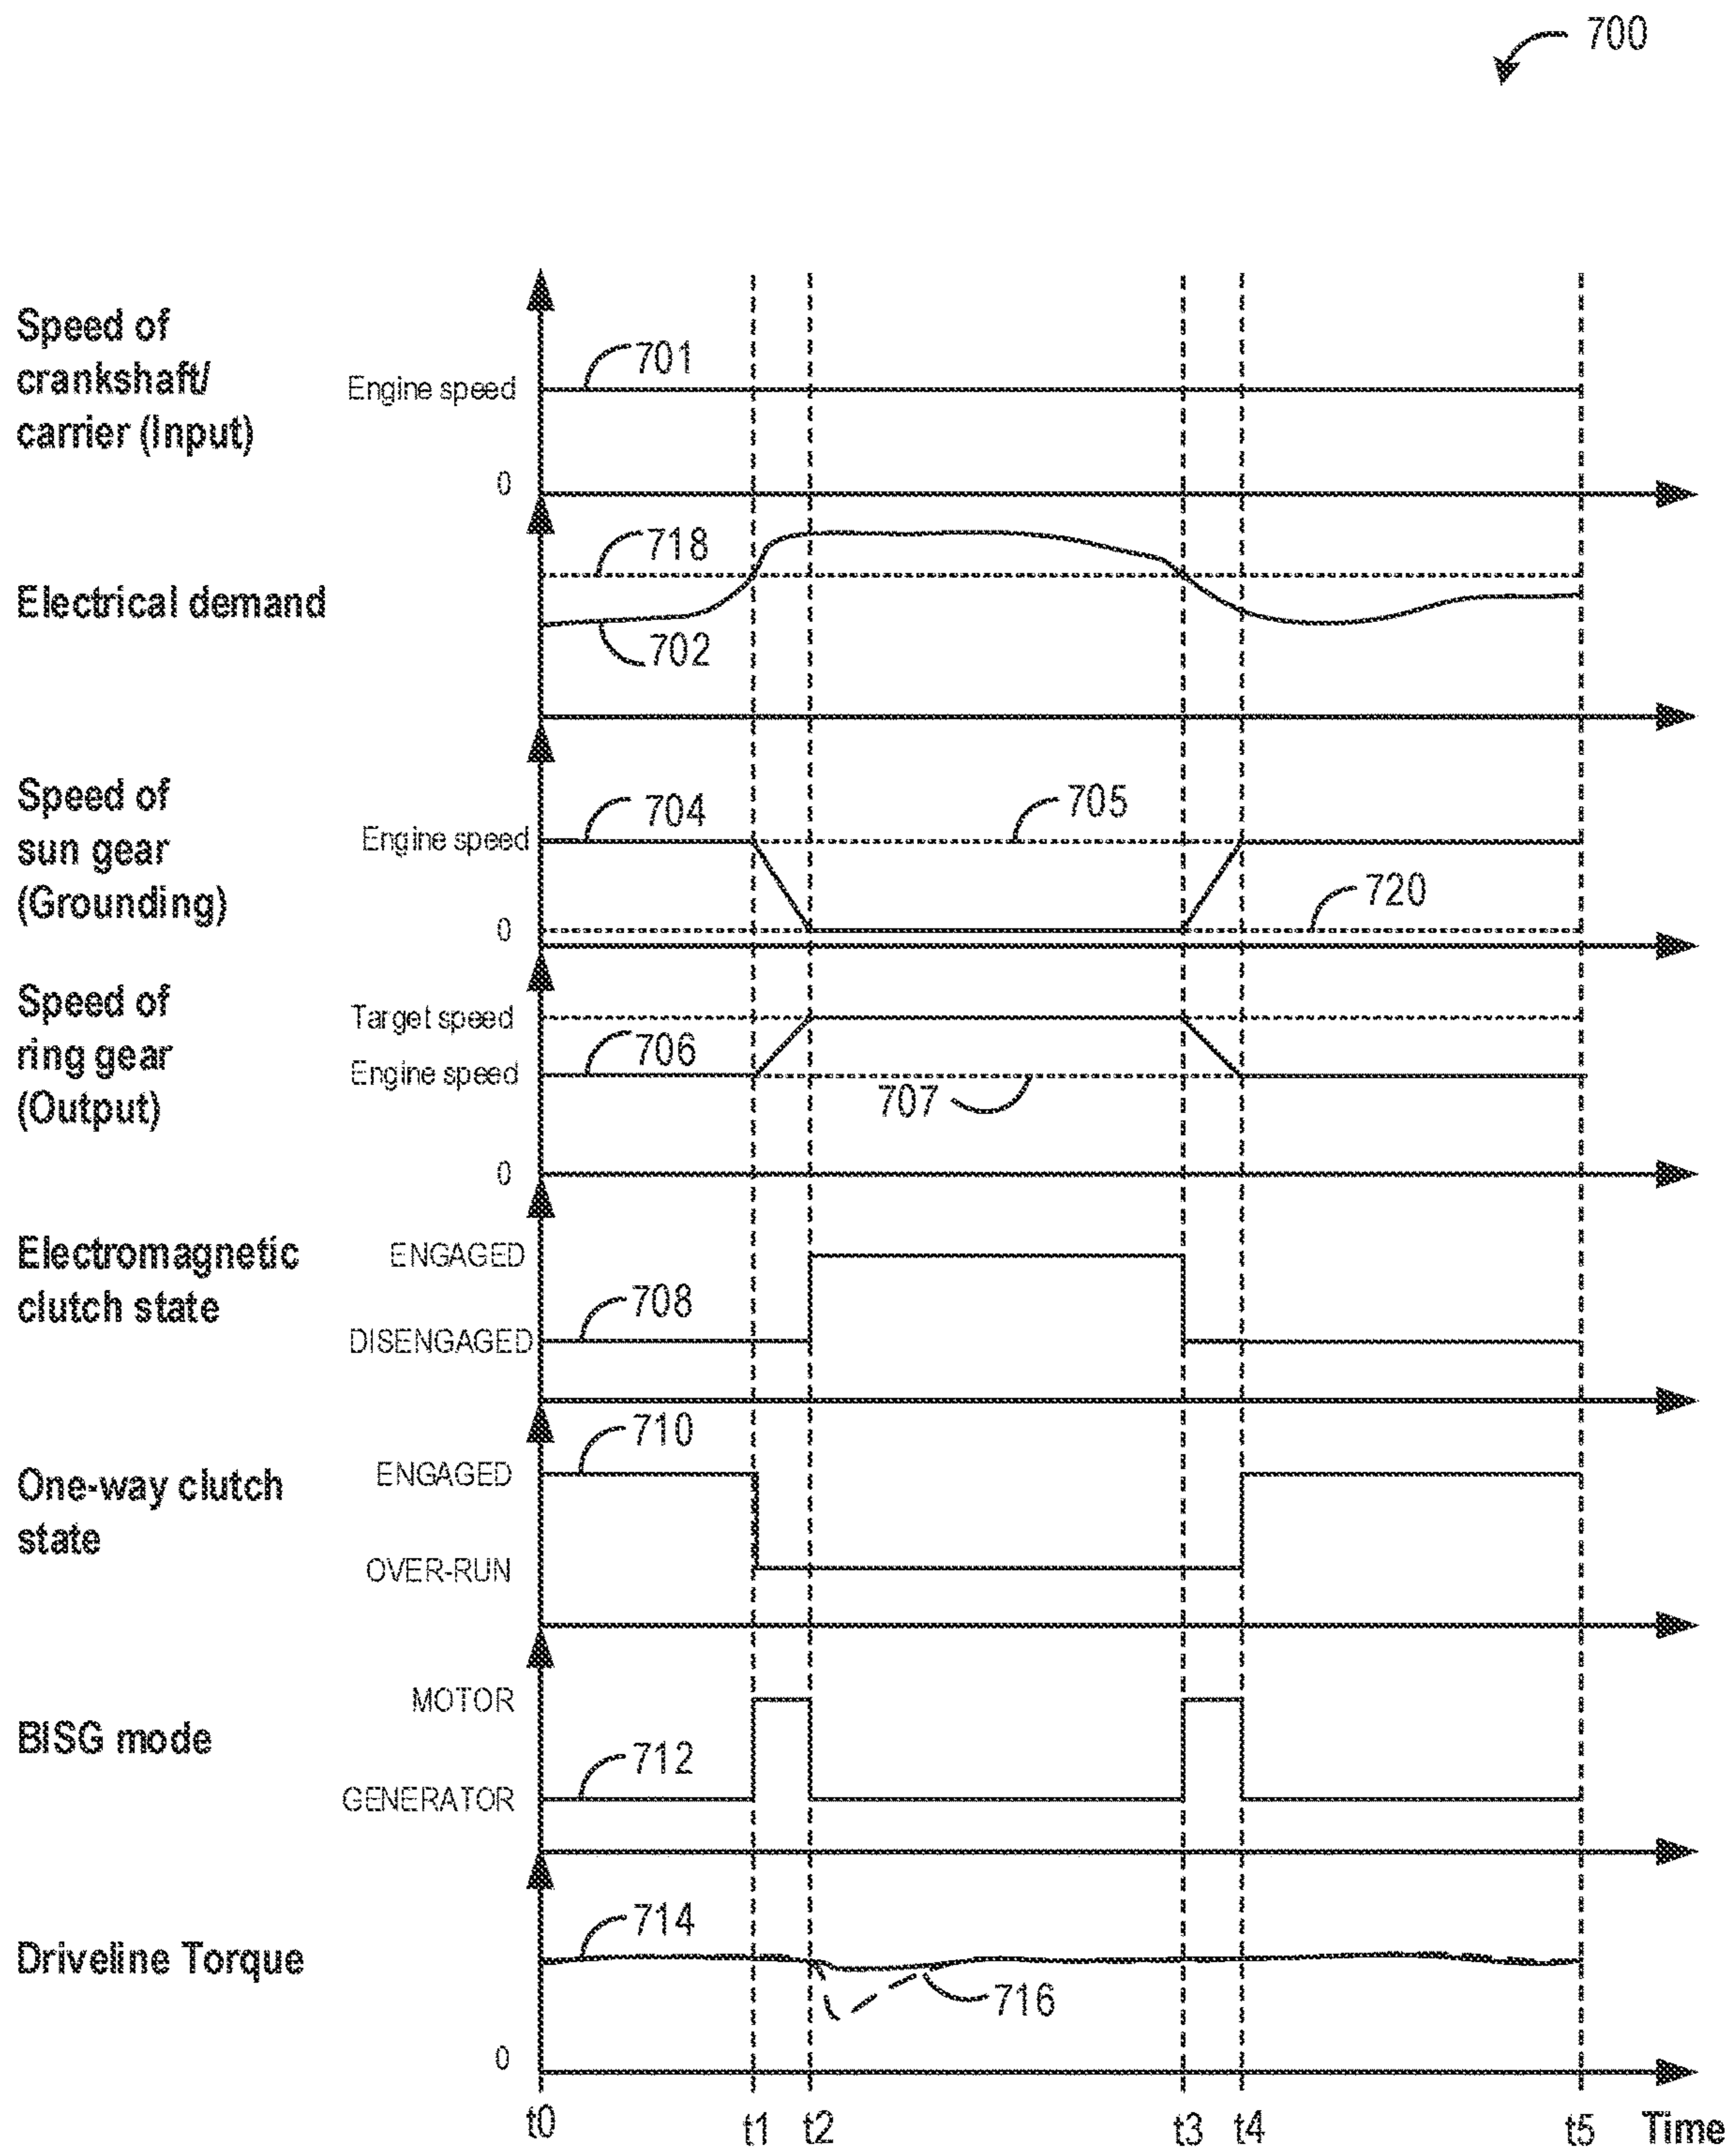 700
Speed of
crankshaft/
carrier (Input)
Engine speed
701
0
Electrical demand
718
702
Speed of
sun gear
(Grounding)
Engine speed
704
705
0
720
Speed of
ring gear
(Output)
Target speed
706
Engine speed
707
0
Electromagnetic
clutch state
ENGAGED
708
DISENGAGED
One-way clutch
state
710
ENGAGED
OVER-RUN
BISG mode
MOTOR
712
GENERATOR
Driveline Torque
714
716
0
t0 t1 t2 t3 t4 t5 Time